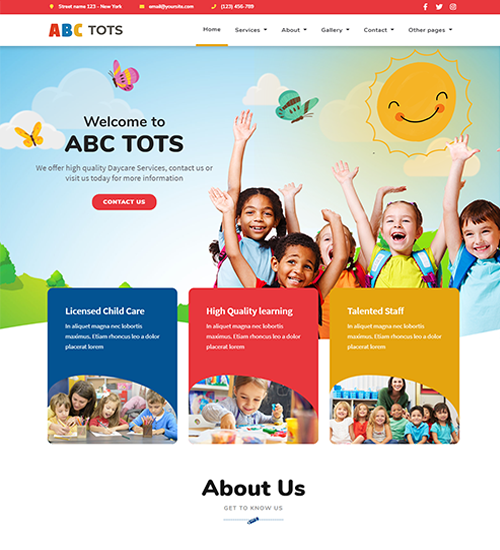 Street name 123 - New York    email@yoursite.com    (123) 456-789
ABC TOTS    Home    Services    About    Gallery    Contact    Other pages
Welcome to
ABC TOTS
We offer high quality Daycare Services, contact us or
visit us today for more information
CONTACT US
Licensed Child Care
In aliquet magna nec lobortis
maximus. Etiam rhoncus leo a dolor
placerat lorem
High Quality learning
In aliquet magna nec lobortis
maximus. Etiam rhoncus leo a dolor
placerat lorem
Talented Staff
In aliquet magna nec lobortis
maximus. Etiam rhoncus leo a dolor
placerat lorem
About Us
GET TO KNOW US